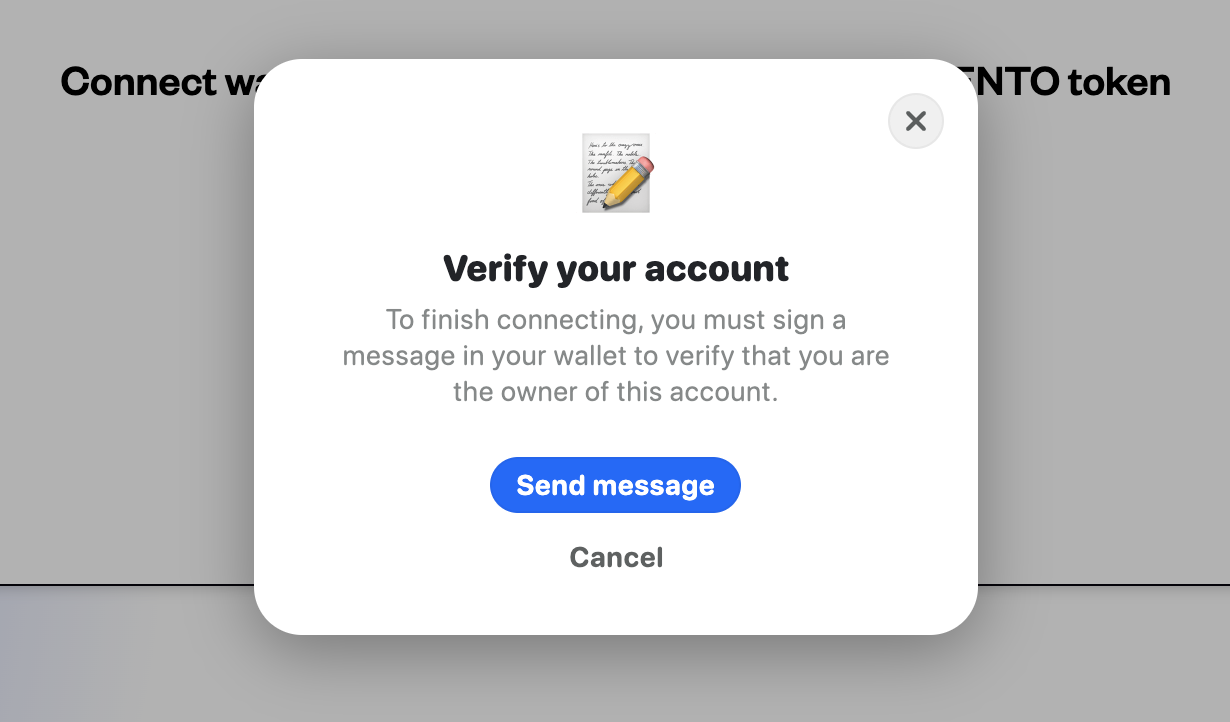 Connect wa
ENTO token
Verify your account
To finish connecting, you must sign a
message in your wallet to verify that you are
the owner of this account.
Send message
Cancel